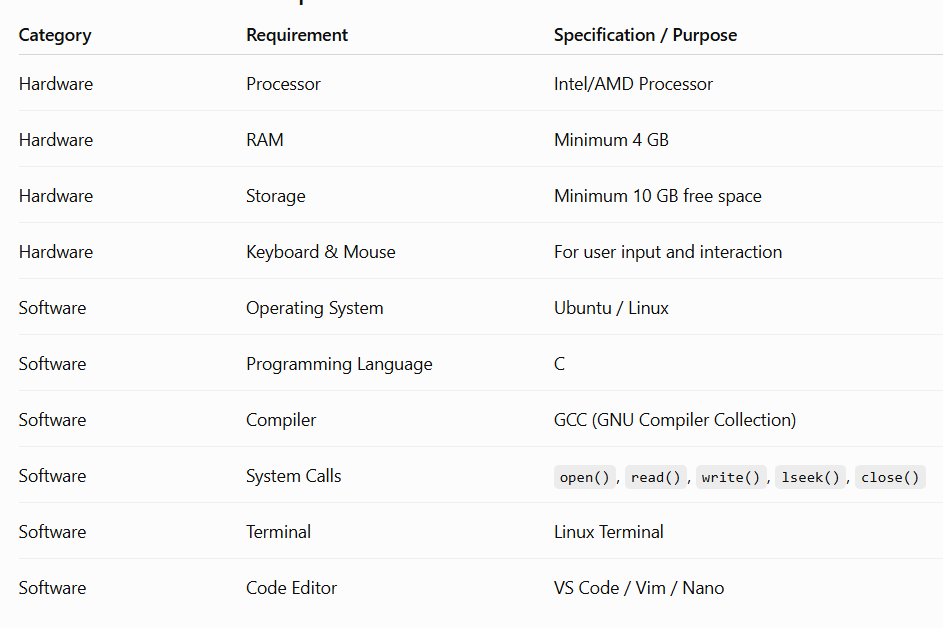 Category Requirement Specification / Purpose
Hardware Processor Intel/AMD Processor
Hardware RAM Minimum 4 GB
Hardware Storage Minimum 10 GB free space
Hardware Keyboard & Mouse For user input and interaction
Software Operating System Ubuntu / Linux
Software Programming Language C
Software Compiler GCC (GNU Compiler Collection)
Software System Calls open(), read(), write(), lseek(), close()
Software Terminal Linux Terminal
Software Code Editor VS Code / Vim / Nano